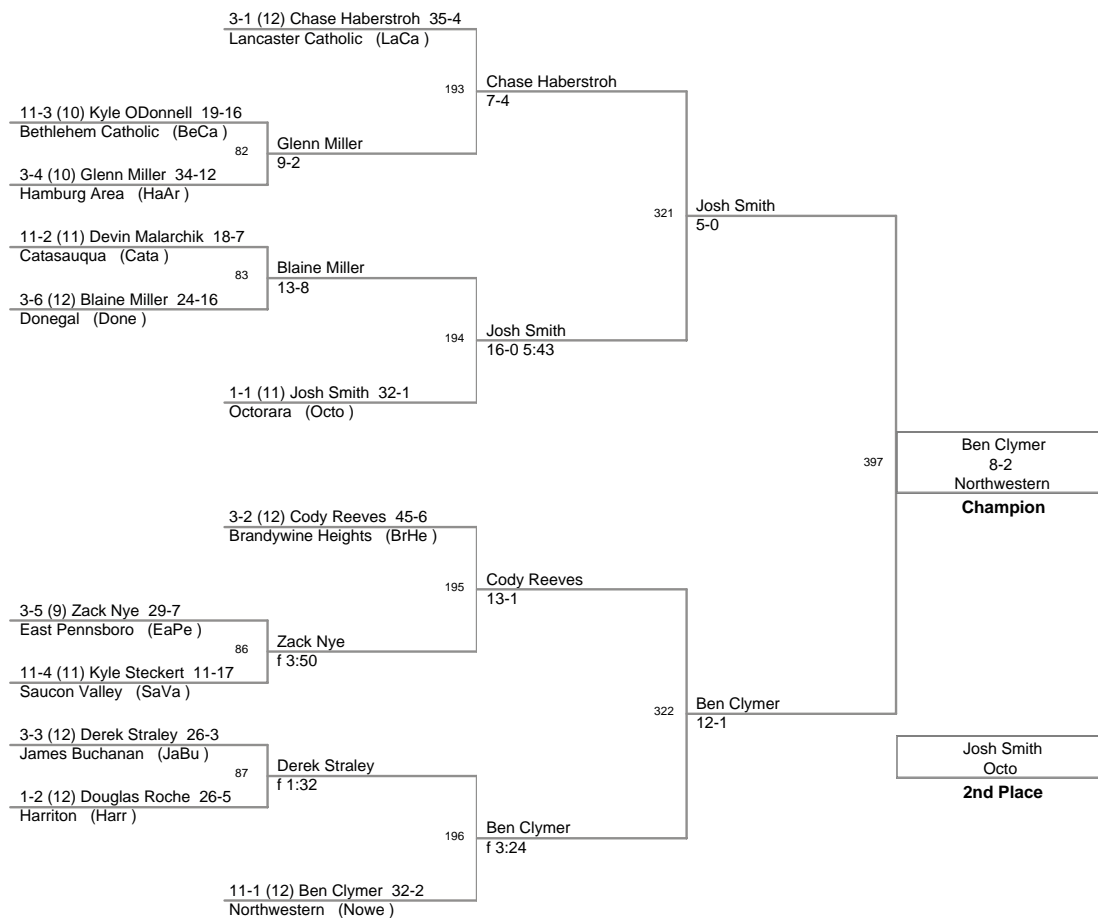 3-1 (12) Chase Haberstroh 35-4
Lancaster Catholic (LaCa )
193
Chase Haberstroh
7-4
11-3 (10) Kyle ODonnell 19-16
Bethlehem Catholic (BeCa )
82
Glenn Miller
9-2
3-4 (10) Glenn Miller 34-12
Hamburg Area (HaAr )
321
Josh Smith
5-0
11-2 (11) Devin Malarchik 18-7
Catasauqua (Cata )
83
Blaine Miller
13-8
3-6 (12) Blaine Miller 24-16
Donegal (Done )
194
Josh Smith
16-0 5:43
1-1 (11) Josh Smith 32-1
Octorara (Octo )
397
Ben Clymer
8-2
Northwestern
Champion
3-2 (12) Cody Reeves 45-6
Brandywine Heights (BrHe )
195
Cody Reeves
13-1
3-5 (9) Zack Nye 29-7
East Pennsboro (EaPe )
86
Zack Nye
f 3:50
11-4 (11) Kyle Steckert 11-17
Saucon Valley (SaVa )
322
Ben Clymer
12-1
3-3 (12) Derek Straley 26-3
James Buchanan (JaBu )
87
Derek Straley
f 1:32
1-2 (12) Douglas Roche 26-5
Harriton (Harr )
196
Ben Clymer
f 3:24
11-1 (12) Ben Clymer 32-2
Northwestern (Nowe )
Josh Smith
Octo
2nd Place